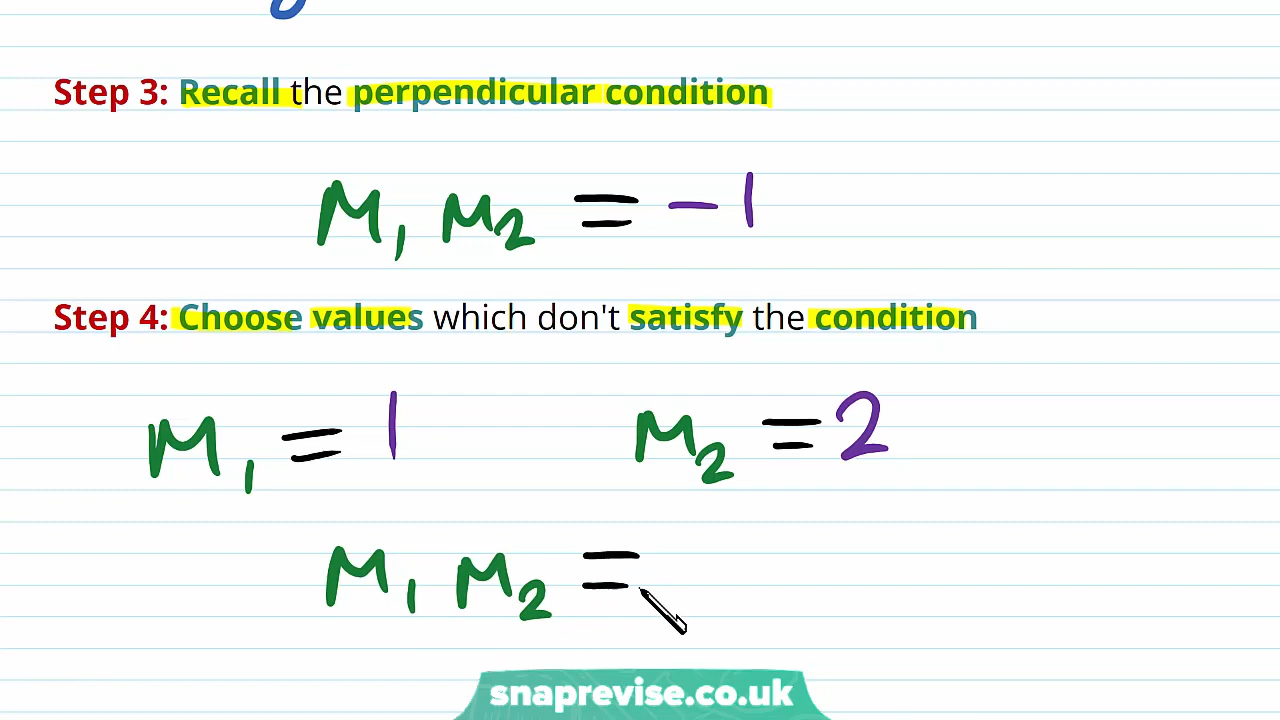 Step 3: Recall the perpendicular condition
M₁ M₂ = -1
Step 4: Choose values which don't satisfy the condition
M₁ = 1 M₂ = 2
M₁ M₂ =
snaprevise.co.uk